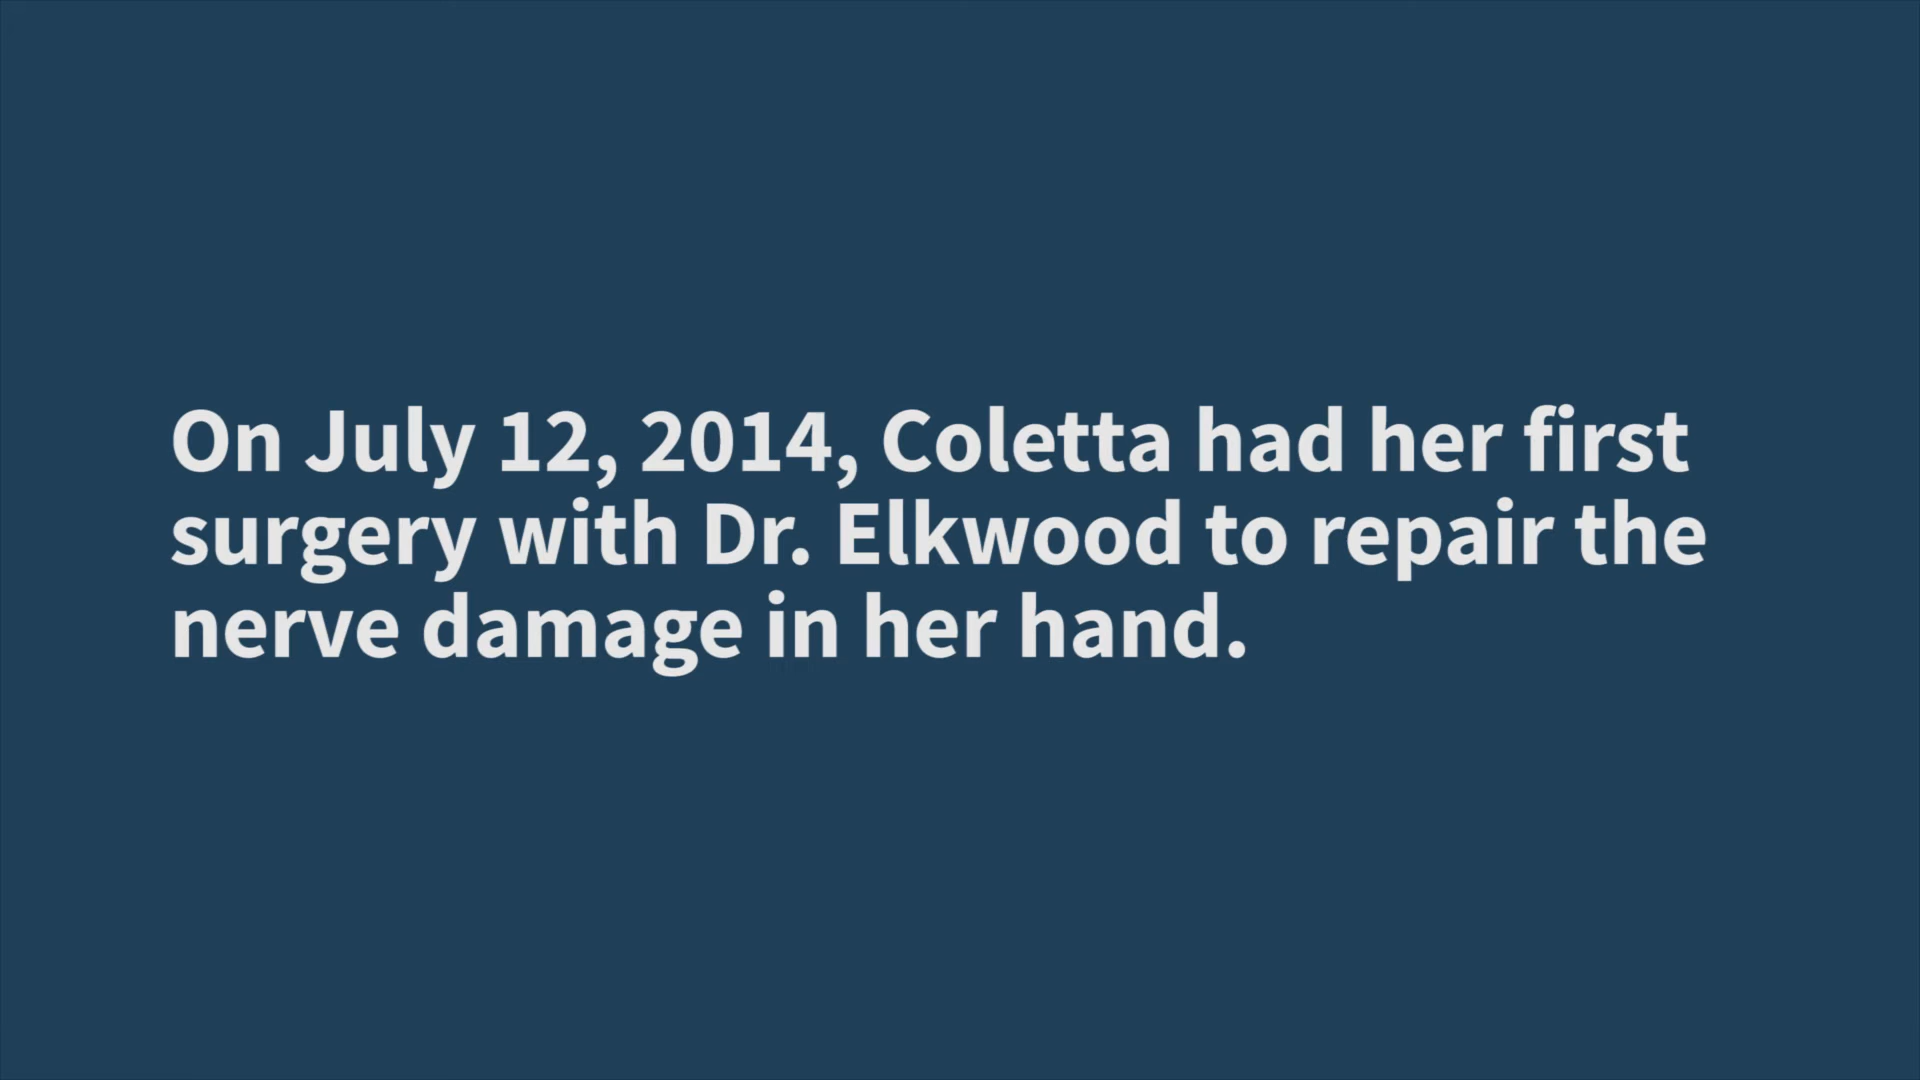 On July 12, 2014, Coletta had her first
surgery with Dr. Elkwood to repair the
nerve damage in her hand.